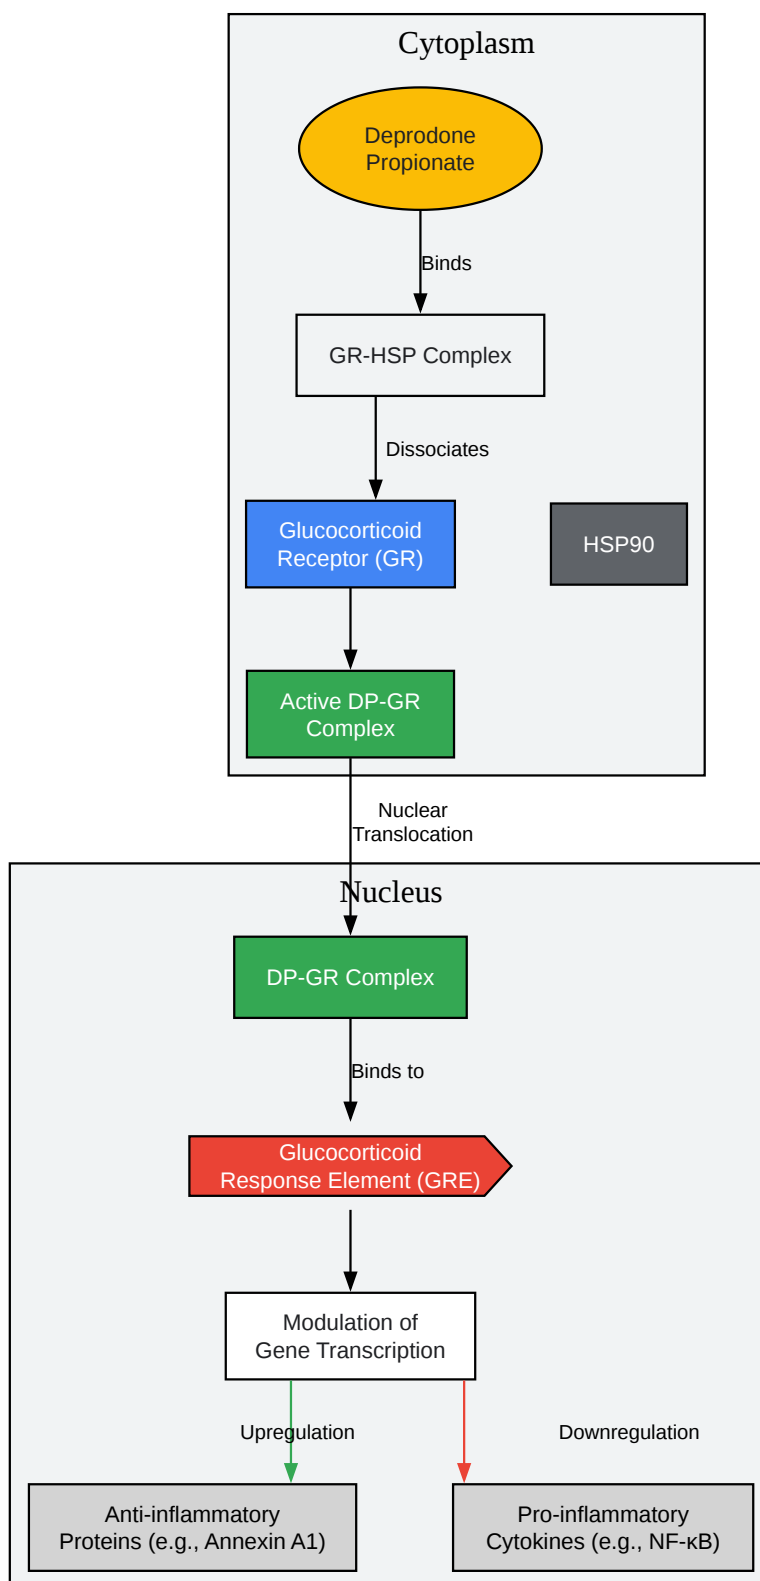 Cytoplasm
Deprodone
Propionate
Binds
GR-HSP Complex
Dissociates
Glucocorticoid
Receptor (GR)
HSP90
Active DP-GR
Complex
Nuclear
Translocation
Nucleus
DP-GR Complex
Binds to
Glucocorticoid
Response Element (GRE)
Modulation of
Gene Transcription
Upregulation
Downregulation
Anti-inflammatory
Proteins (e.g., Annexin A1)
Pro-inflammatory
Cytokines (e.g., NF-κB)